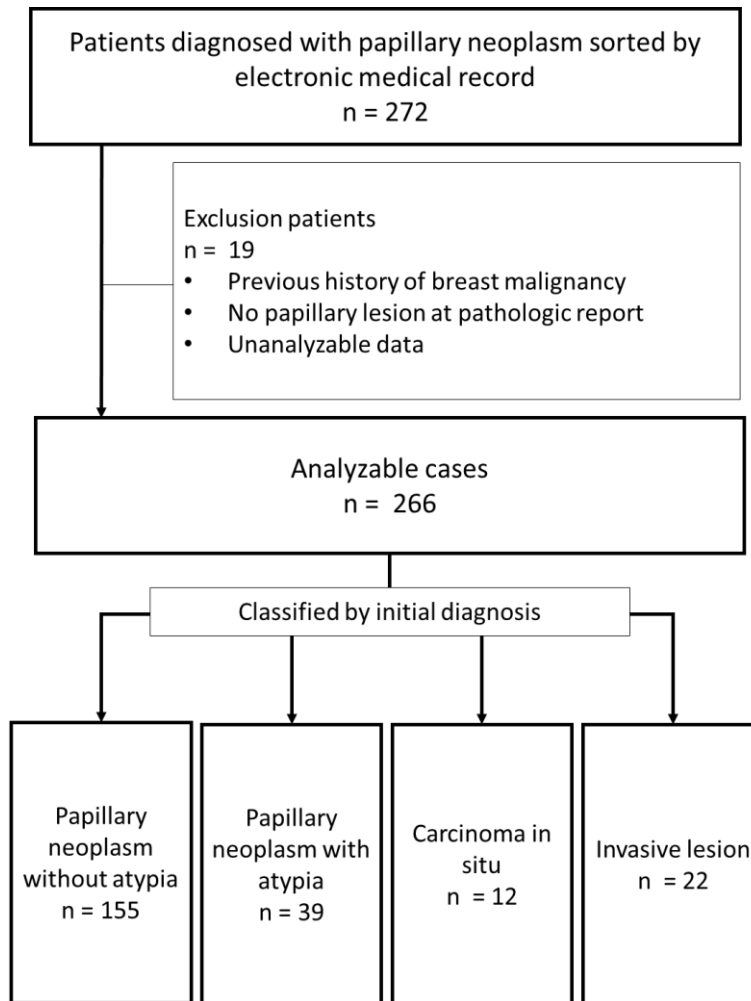 Patients diagnosed with papillary neoplasm sorted by
electronic medical record
n = 272
Exclusion patients
n =  19
• Previous history of breast malignancy
• No papillary lesion at pathologic report
• Unanalyzable data
Analyzable cases
n =  266
Classified by initial diagnosis
Papillary
neoplasm
without atypia
n = 155
Papillary
neoplasm with
atypia
n = 39
Carcinoma in
situ
n  = 12
Invasive lesion
n  = 22